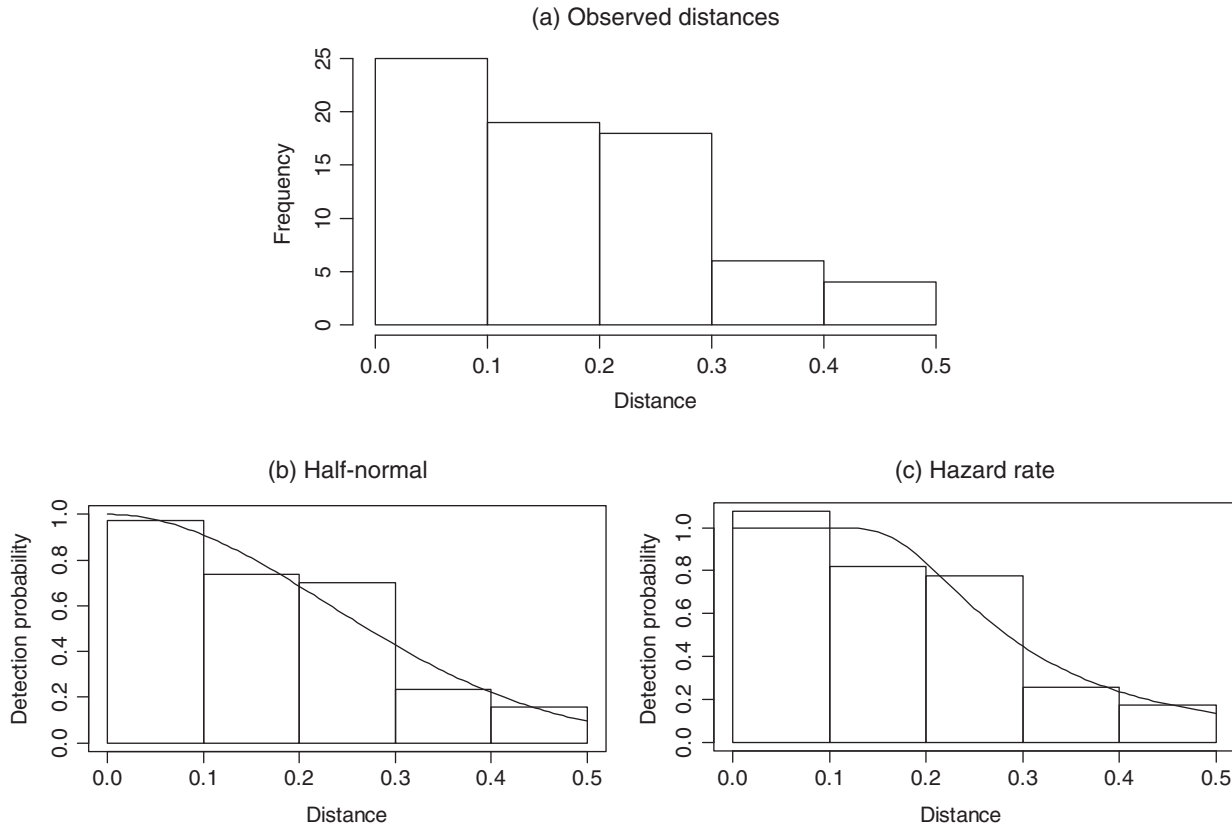 (a) Observed distances
25
20
15
10
5
0
Frequency
0.0 0.1 0.2 0.3 0.4 0.5
Distance
(b) Half-normal
1.0
0.8
0.6
0.4
0.2
0.0
Detection probability
0.0 0.1 0.2 0.3 0.4 0.5
Distance
(c) Hazard rate
1.0
0.8
0.6
0.4
0.2
0.0
Detection probability
0.0 0.1 0.2 0.3 0.4 0.5
Distance